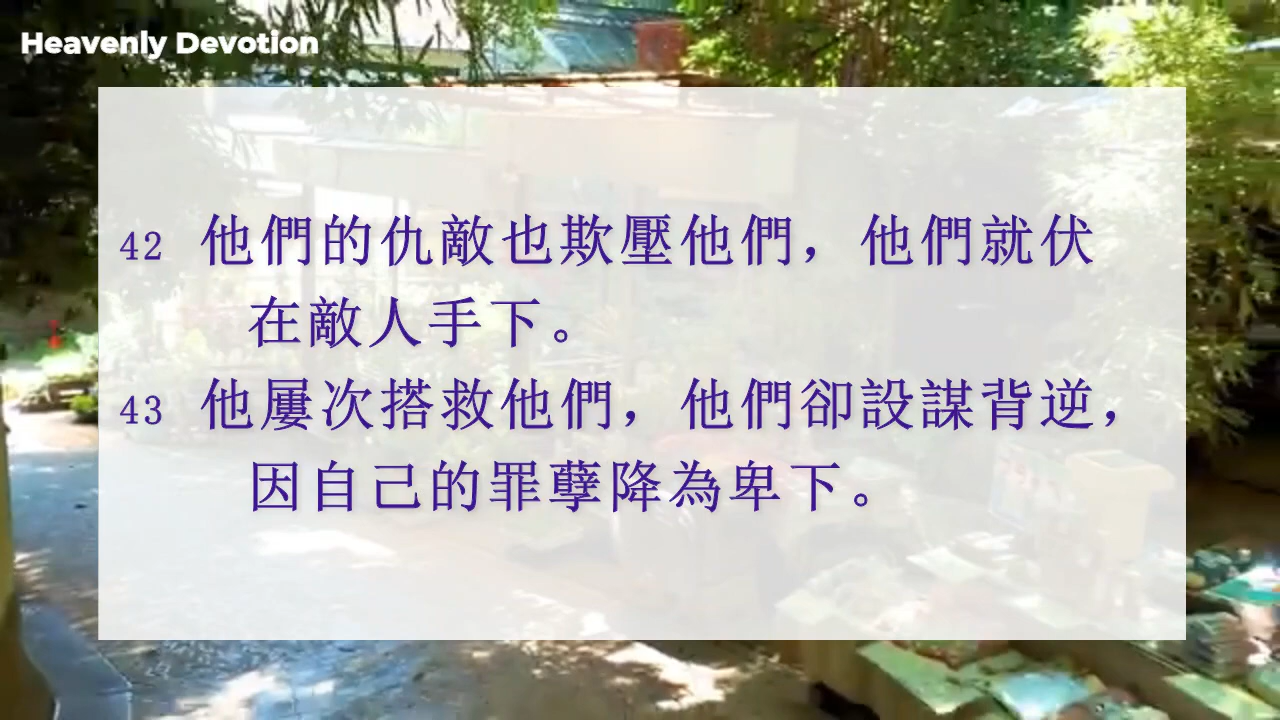 Heavenly Devotion
42 他們的仇敵也欺壓他們，他們就伏
在敵人手下。
43 他屢次搭救他們，他們卻設謀背逆，
因自己的罪孽降為卑下。